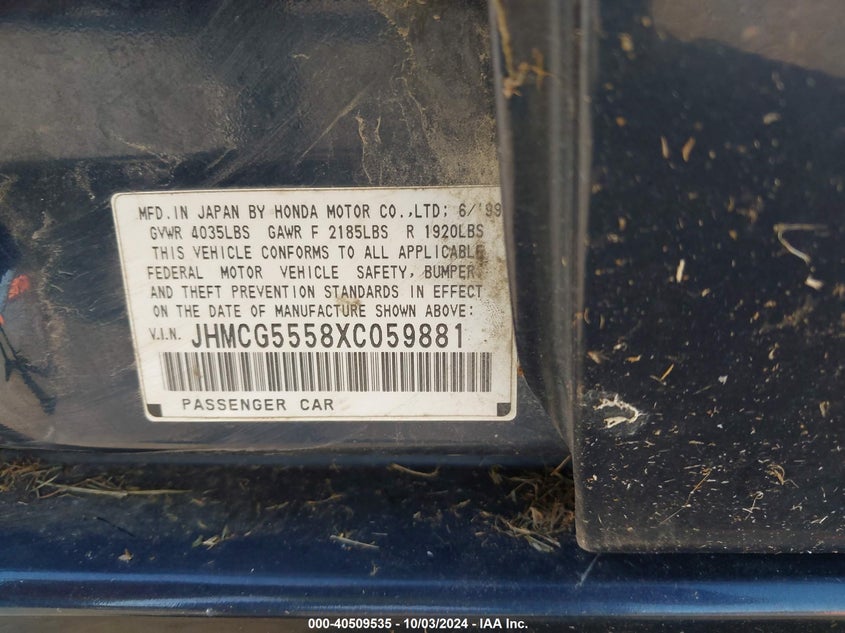 MFD.IN JAPAN BY HONDA MOTOR CO.,LTD: 6/'99
GVWR 4035LBS GAWR F 2185LBS R 1920LBS
THIS VEHICLE CONFORMS TO ALL APPLICABLE
FEDERAL MOTOR VEHICLE SAFETY, BUMPER,
AND THEFT PREVENTION STANDARDS IN EFFECT
ON THE DATE OF MANUFACTURE SHOWN ABOVE:
V.I.N. JHMCG5558XC059881
PASSENGER CAR
000-40509535 - 10/03/2024 - IAA Inc.